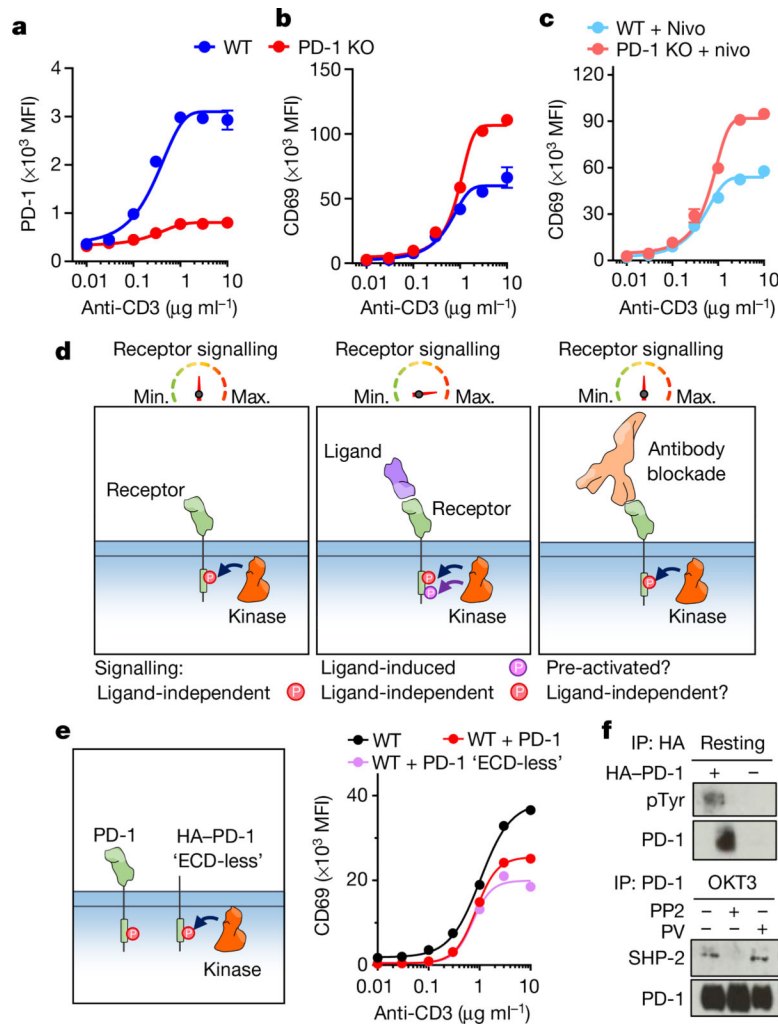 a
b
c
WT
PD-1 KO
WT + Nivo
PD-1 KO + nivo
PD-1 (×10³ MFI)
4
3
2
1
0
0.01 0.1 1 10
Anti-CD3 (μg ml⁻¹)
CD69 (×10³ MFI)
150
100
50
0
0.01 0.1 1 10
Anti-CD3 (μg ml⁻¹)
CD69 (×10³ MFI)
120
90
60
30
0
0.01 0.1 1 10
Anti-CD3 (μg ml⁻¹)
d
Receptor signalling
Min. Max.
Receptor
P
Kinase
Signalling:
Ligand-independent P
Receptor signalling
Min. Max.
Ligand
Receptor
P
P
Kinase
Ligand-induced P
Ligand-independent P
Receptor signalling
Min. Max.
Antibody
blockade
P
Kinase
Pre-activated?
Ligand-independent?
e
PD-1
HA–PD-1
'ECD-less'
P
P
Kinase
WT
WT + PD-1
WT + PD-1 'ECD-less'
CD69 (×10³ MFI)
40
20
0
0.01 0.1 1 10
Anti-CD3 (μg ml⁻¹)
f
IP: HA Resting
HA–PD-1 + –
pTyr
PD-1
IP: PD-1 OKT3
PP2 – + –
PV – – +
SHP-2
PD-1